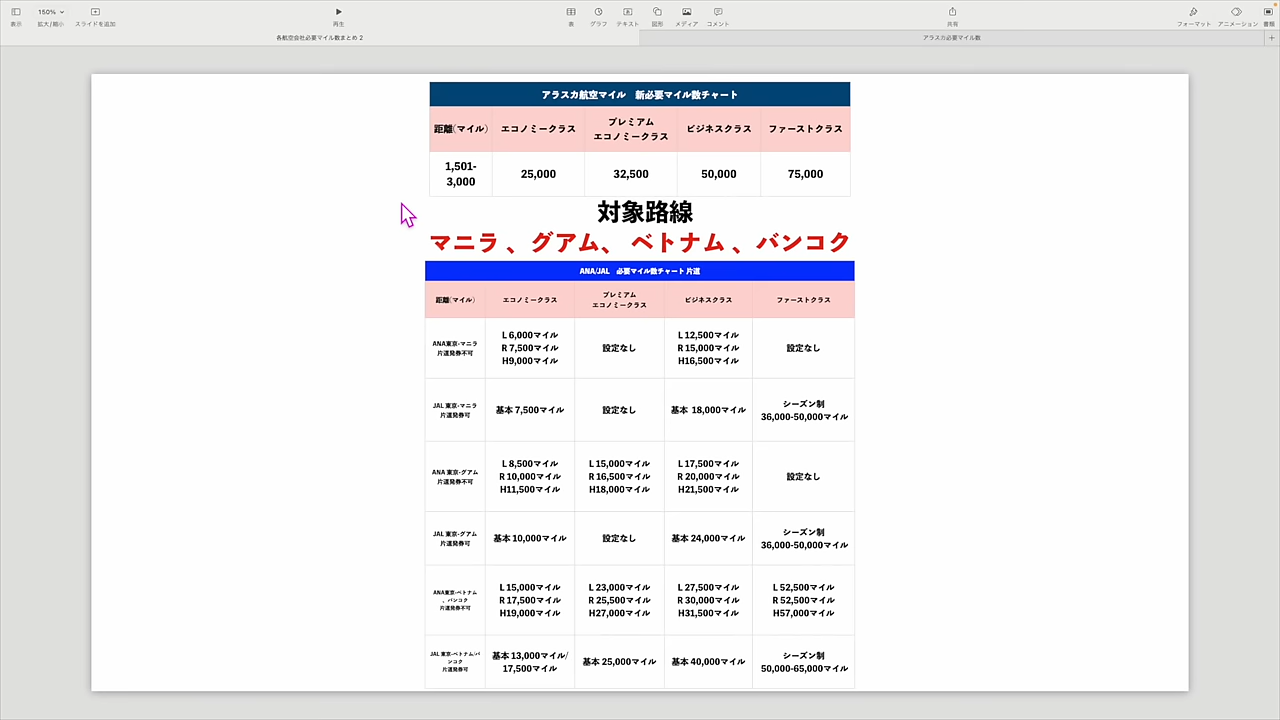 150%
表示
拡大/縮小
スライドを追加
再生
表
グラフ
テキスト
図形
メディア
コメント
共有
フォーマット
アニメーション
書類
各航空会社必要マイル数まとめ 2
アラスカ必要マイル数
アラスカ航空マイル 新必要マイル数チャート
距離(マイル)
エコノミークラス
プレミアム
エコノミークラス
ビジネスクラス
ファーストクラス
1,501-
3,000
25,000
32,500
50,000
75,000
対象路線
マニラ 、グアム、 ベトナム 、バンコク
ANA/JAL 必要マイル数チャート 片道
距離(マイル)
エコノミークラス
プレミアム
エコノミークラス
ビジネスクラス
ファーストクラス
ANA東京-マニラ
片道発券不可
L 6,000マイル
R 7,500マイル
H9,000マイル
設定なし
L 12,500マイル
R 15,000マイル
H16,500マイル
設定なし
JAL 東京-マニラ
片道発券可
基本 7,500マイル
設定なし
基本 18,000マイル
シーズン制
36,000-50,000マイル
ANA 東京-グアム
片道発券不可
L 8,500マイル
R 10,000マイル
H11,500マイル
L 15,000マイル
R 16,500マイル
H18,000マイル
L 17,500マイル
R 20,000マイル
H21,500マイル
設定なし
JAL 東京-グアム
片道発券可
基本 10,000マイル
設定なし
基本 24,000マイル
シーズン制
36,000-50,000マイル
ANA東京-ベトナム
、バンコク
片道発券不可
L 15,000マイル
R 17,500マイル
H19,000マイル
L 23,000マイル
R 25,500マイル
H27,000マイル
L 27,500マイル
R 30,000マイル
H31,500マイル
L 52,500マイル
R 52,500マイル
H57,000マイル
JAL 東京-ベトナム/バ
ンコク
片道発券可
基本 13,000マイル/
17,500マイル
基本 25,000マイル
基本 40,000マイル
シーズン制
50,000-65,000マイル